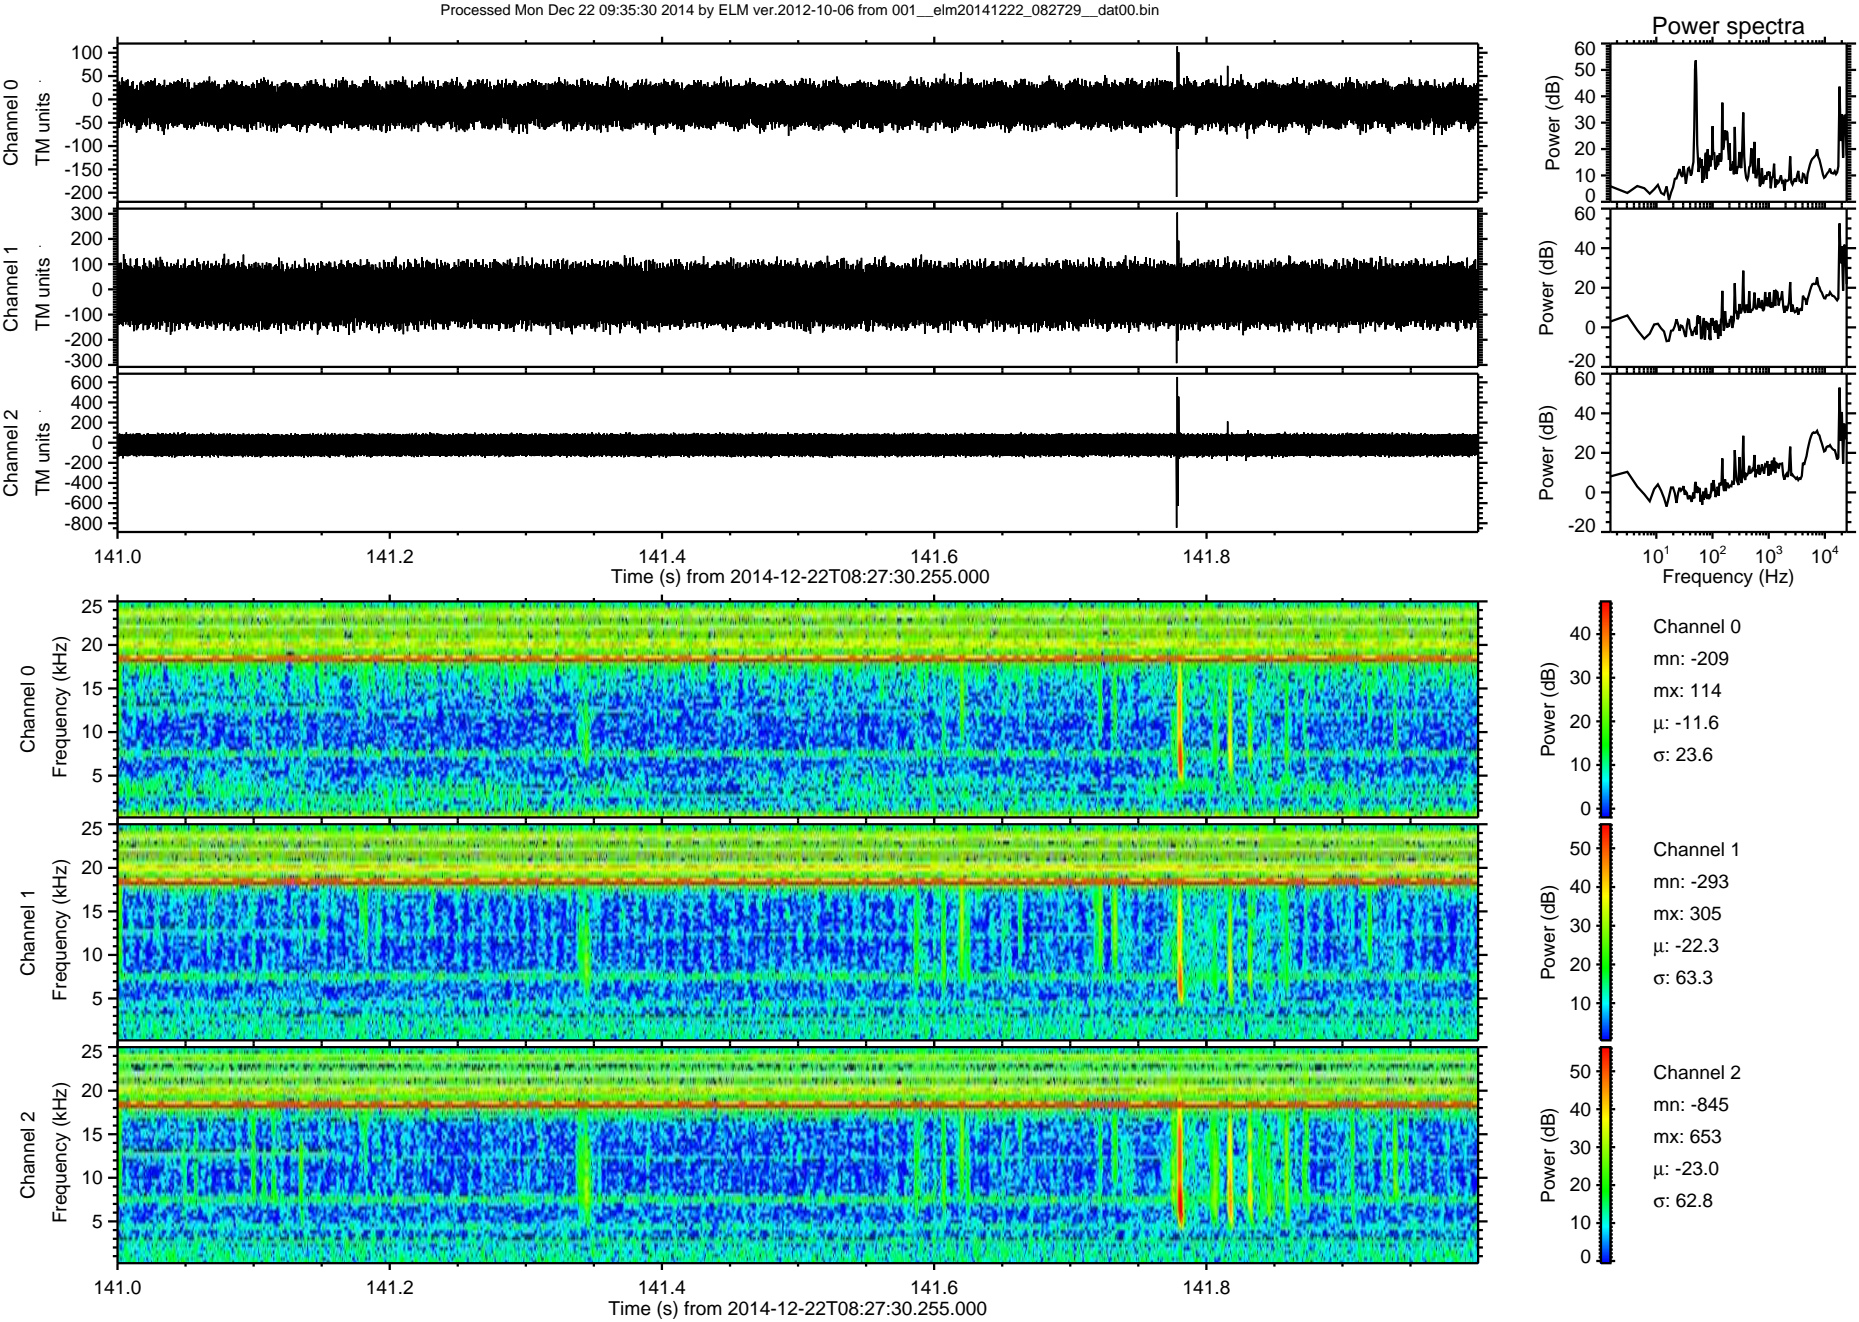 Processed Mon Dec 22 09:35:30 2014 by ELM ver.2012-10-06 from 001__elm20141222_082729__dat00.bin
Power spectra
Channel 0
TM units
100
50
0
-50
-100
-150
-200
Power (dB)
60
50
40
30
20
10
0
Channel 1
TM units
300
200
100
0
-100
-200
-300
Power (dB)
60
40
20
0
-20
Channel 2
TM units
600
400
200
0
-200
-400
-600
-800
Power (dB)
60
40
20
0
-20
141.0 141.2 141.4 141.6 141.8
Time (s) from 2014-12-22T08:27:30.255.000
10¹ 10² 10³ 10⁴
Frequency (Hz)
Channel 0
Frequency (kHz)
25
20
15
10
5
Power (dB)
40
30
20
10
0
Channel 0
mn: -209
mx: 114
µ: -11.6
σ: 23.6
Channel 1
Frequency (kHz)
25
20
15
10
5
Power (dB)
50
40
30
20
10
Channel 1
mn: -293
mx: 305
µ: -22.3
σ: 63.3
Channel 2
Frequency (kHz)
25
20
15
10
5
Power (dB)
50
40
30
20
10
0
Channel 2
mn: -845
mx: 653
µ: -23.0
σ: 62.8
141.0 141.2 141.4 141.6 141.8
Time (s) from 2014-12-22T08:27:30.255.000